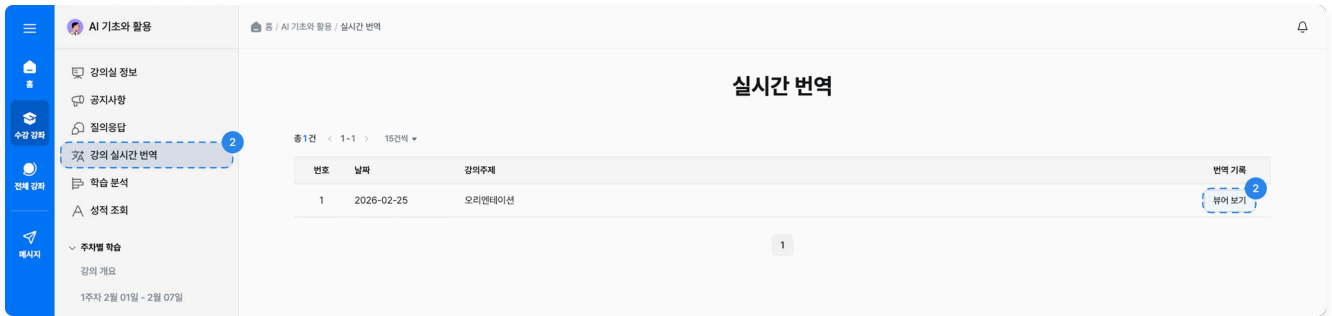 AI 기초와 활용
홈 / AI 기초와 활용 / 실시간 번역
홈
수강 강좌
전체 강좌
메시지
강의실 정보
공지사항
질의응답
2
강의 실시간 번역
학습 분석
성적 조회
주차별 학습
강의 개요
1주차 2월 01일 - 2월 07일
실시간 번역
총1건 < 1-1 > 15건씩
번호 날짜 강의주제 번역 기록
2
1 2026-02-25 오리엔테이션 뷰어 보기
1